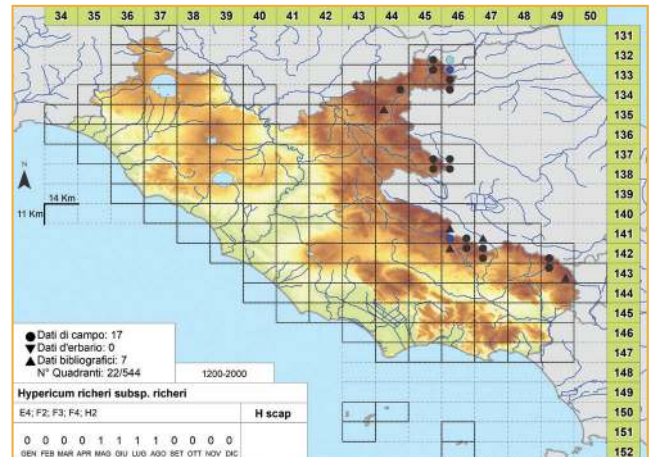 34 35 36 37 38 39 40 41 42 43 44 45 46 47 48 49 50
131
132
133
134
135
136
137
138
139
140
141
142
143
144
145
146
147
148
149
150
151
152
N
14 Km
11 Km
Dati di campo: 17
Dati d'erbario: 0
Dati bibliografici: 7
N° Quadranti: 22/544
1200-2000
Hypericum richeri subsp. richeri
E4; F2; F3; F4; H2
H scap
0 0 0 0 1 1 1 1 0 0 0 0
GEN FEB MAR APR MAG GIU LUG AGO SET OTT NOV DIC